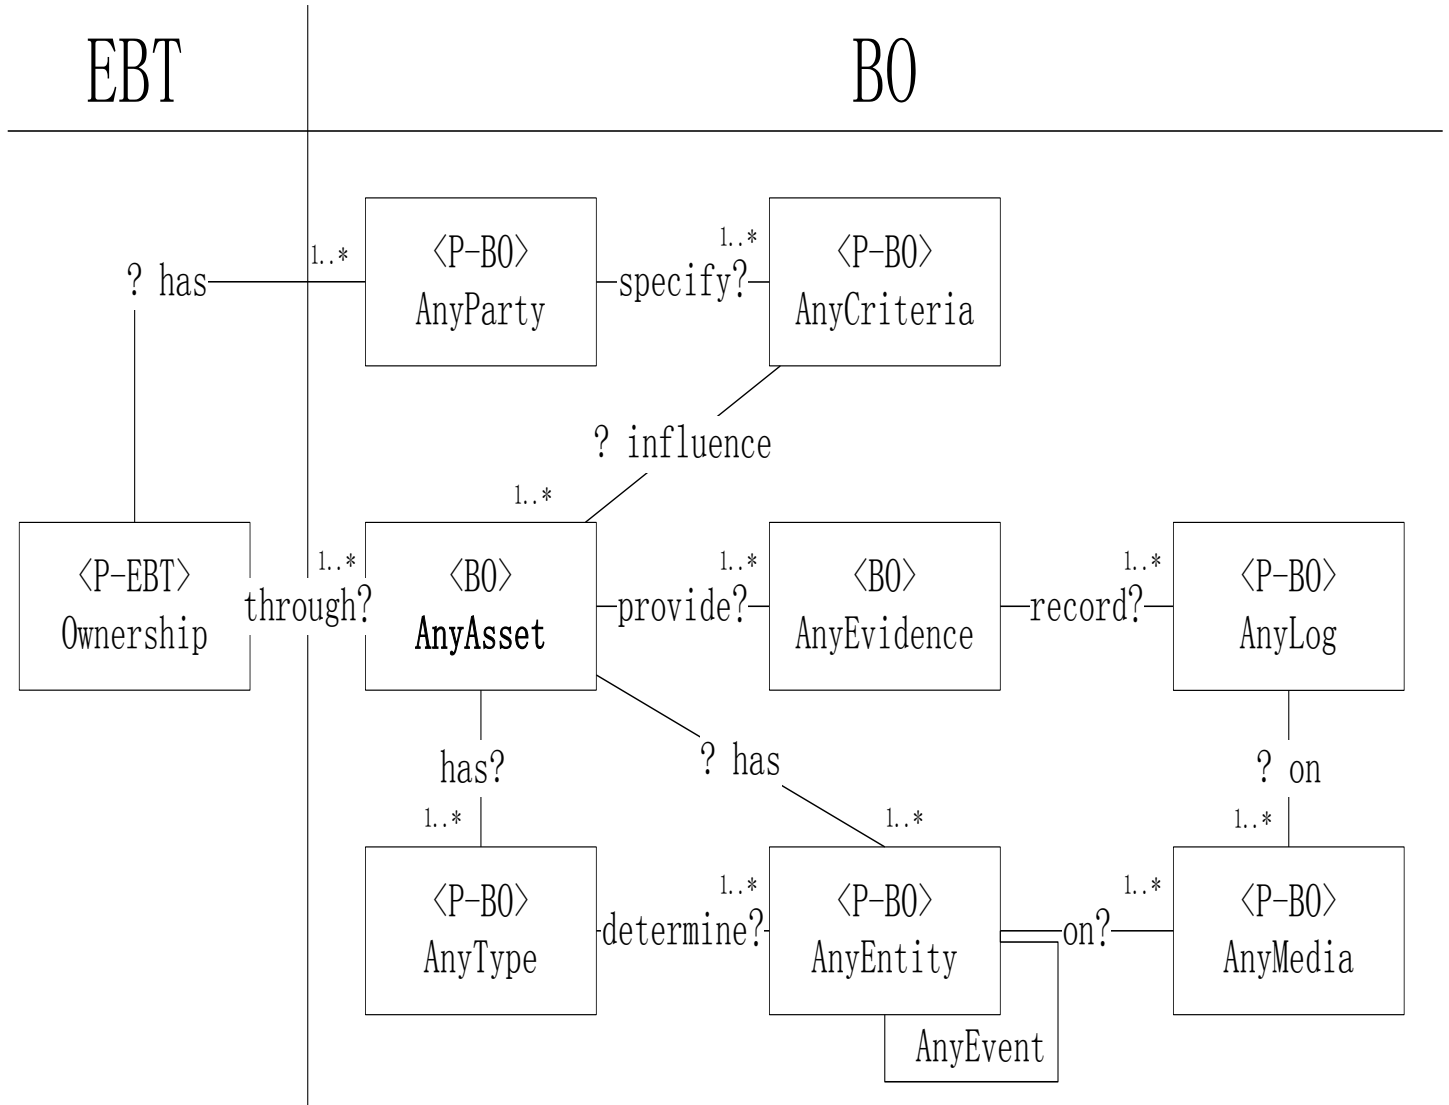 EBT
BO
<P-BO>
AnyParty
1..*
? has
specify?
1..*
<P-BO>
AnyCriteria
? influence
1..*
<P-EBT>
Ownership
through?
1..*
<BO>
AnyAsset
provide?
1..*
<BO>
AnyEvidence
record?
1..*
<P-BO>
AnyLog
has?
1..*
? has
1..*
? on
1..*
<P-BO>
AnyType
determine?
1..*
<P-BO>
AnyEntity
on?
1..*
<P-BO>
AnyMedia
AnyEvent